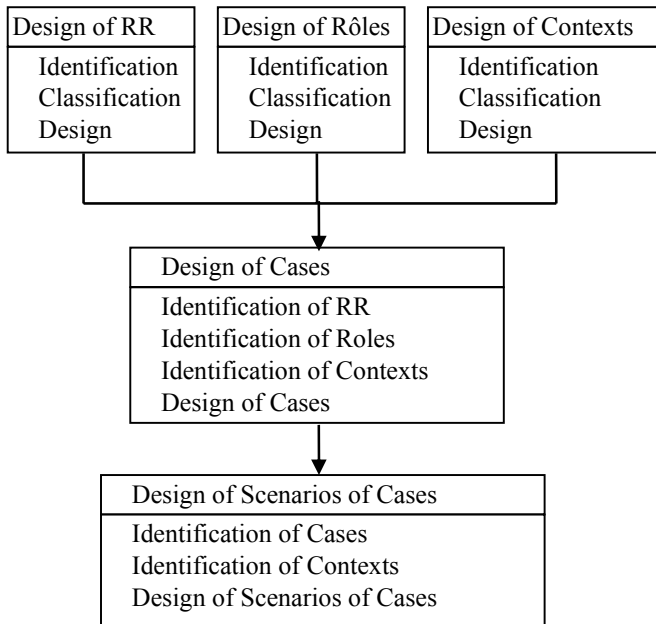 Design of RR
Identification
Classification
Design
Design of Rôles
Identification
Classification
Design
Design of Contexts
Identification
Classification
Design
Design of Cases
Identification of RR
Identification of Roles
Identification of Contexts
Design of Cases
Design of Scenarios of Cases
Identification of Cases
Identification of Contexts
Design of Scenarios of Cases